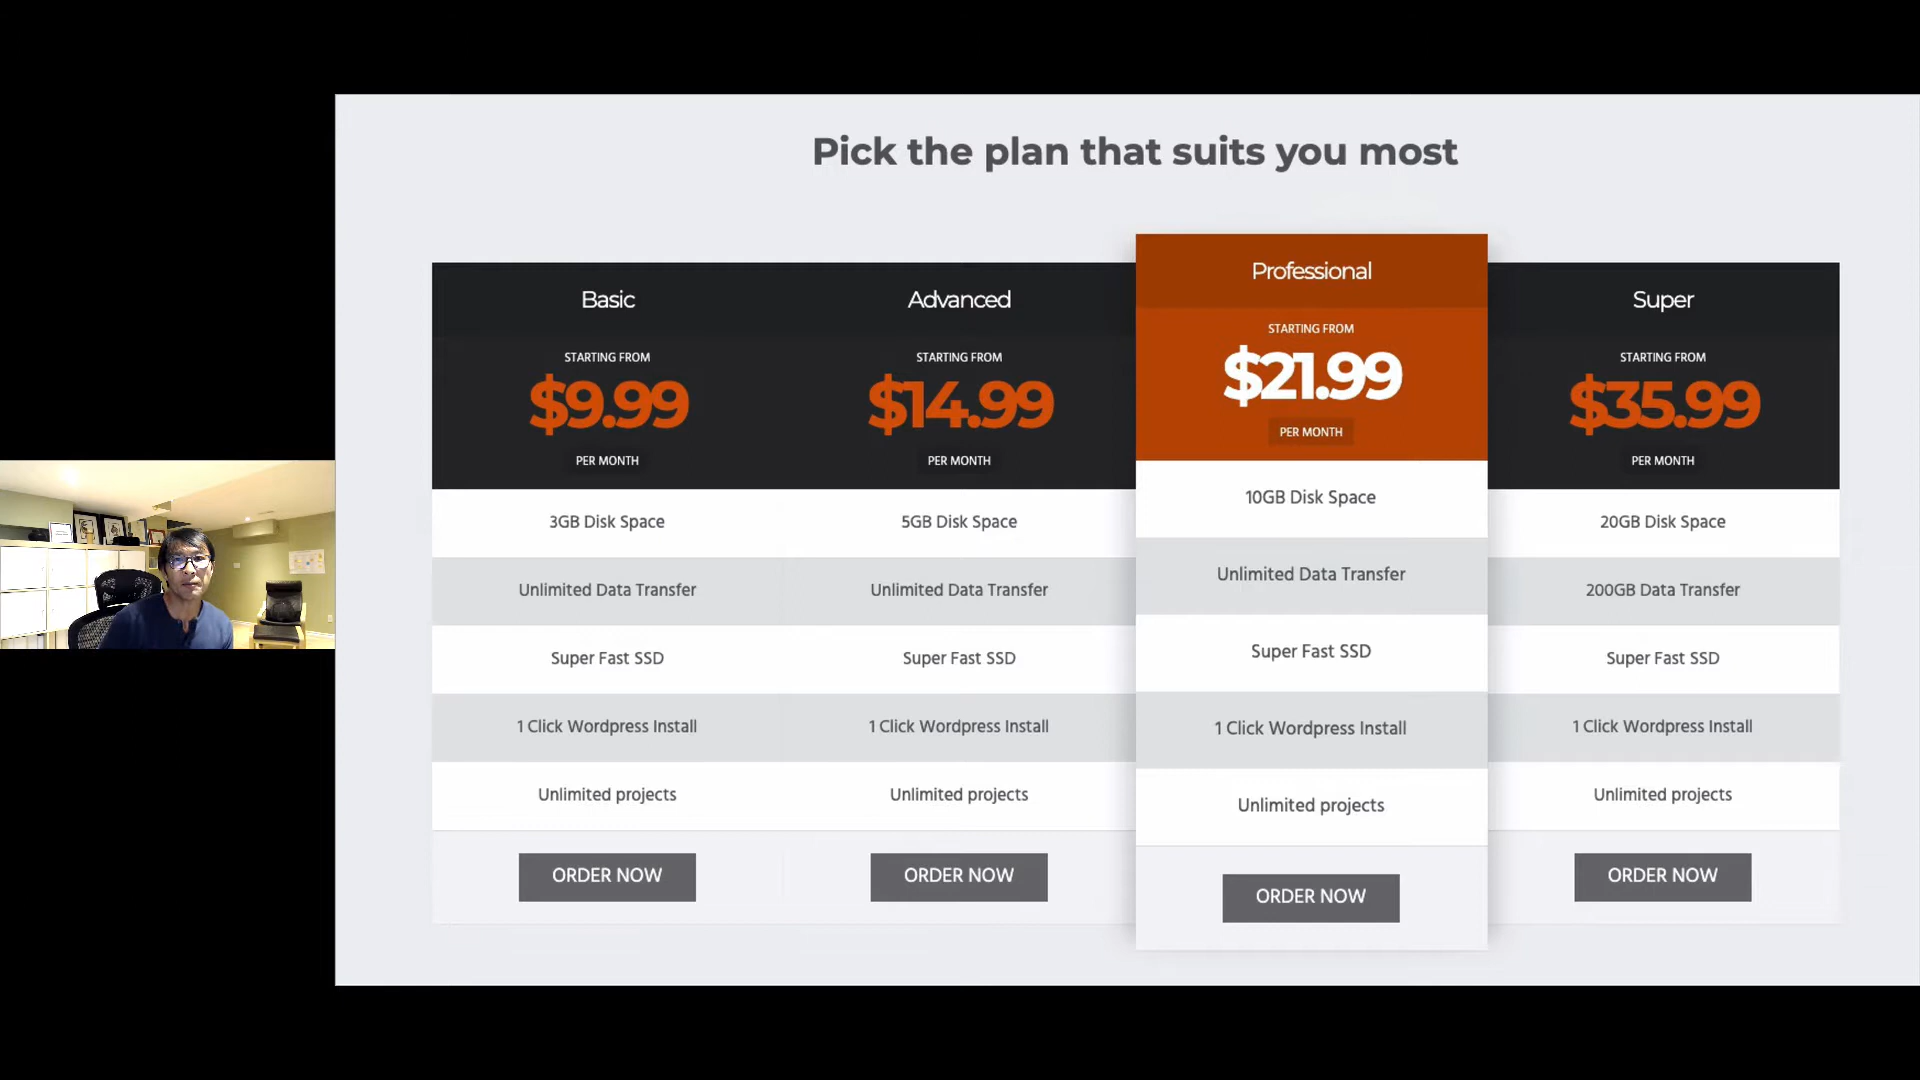 Pick the plan that suits you most
Basic
STARTING FROM
$9.99
PER MONTH
3GB Disk Space
Unlimited Data Transfer
Super Fast SSD
1 Click Wordpress Install
Unlimited projects
ORDER NOW
Advanced
STARTING FROM
$14.99
PER MONTH
5GB Disk Space
Unlimited Data Transfer
Super Fast SSD
1 Click Wordpress Install
Unlimited projects
ORDER NOW
Professional
STARTING FROM
$21.99
PER MONTH
10GB Disk Space
Unlimited Data Transfer
Super Fast SSD
1 Click Wordpress Install
Unlimited projects
ORDER NOW
Super
STARTING FROM
$35.99
PER MONTH
20GB Disk Space
200GB Data Transfer
Super Fast SSD
1 Click Wordpress Install
Unlimited projects
ORDER NOW